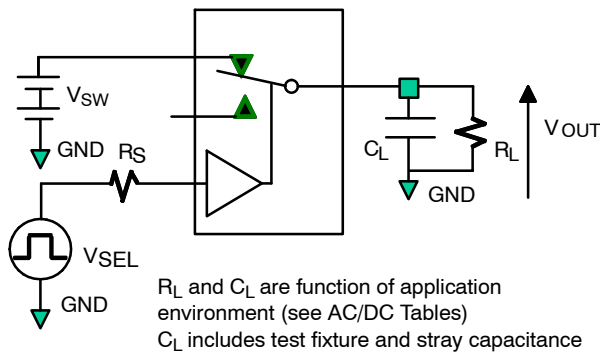 VSW
GND
RS
VSEL
GND
CL
RL
GND
VOUT
RL and CL are function of application
environment (see AC/DC Tables)
CL includes test fixture and stray capacitance